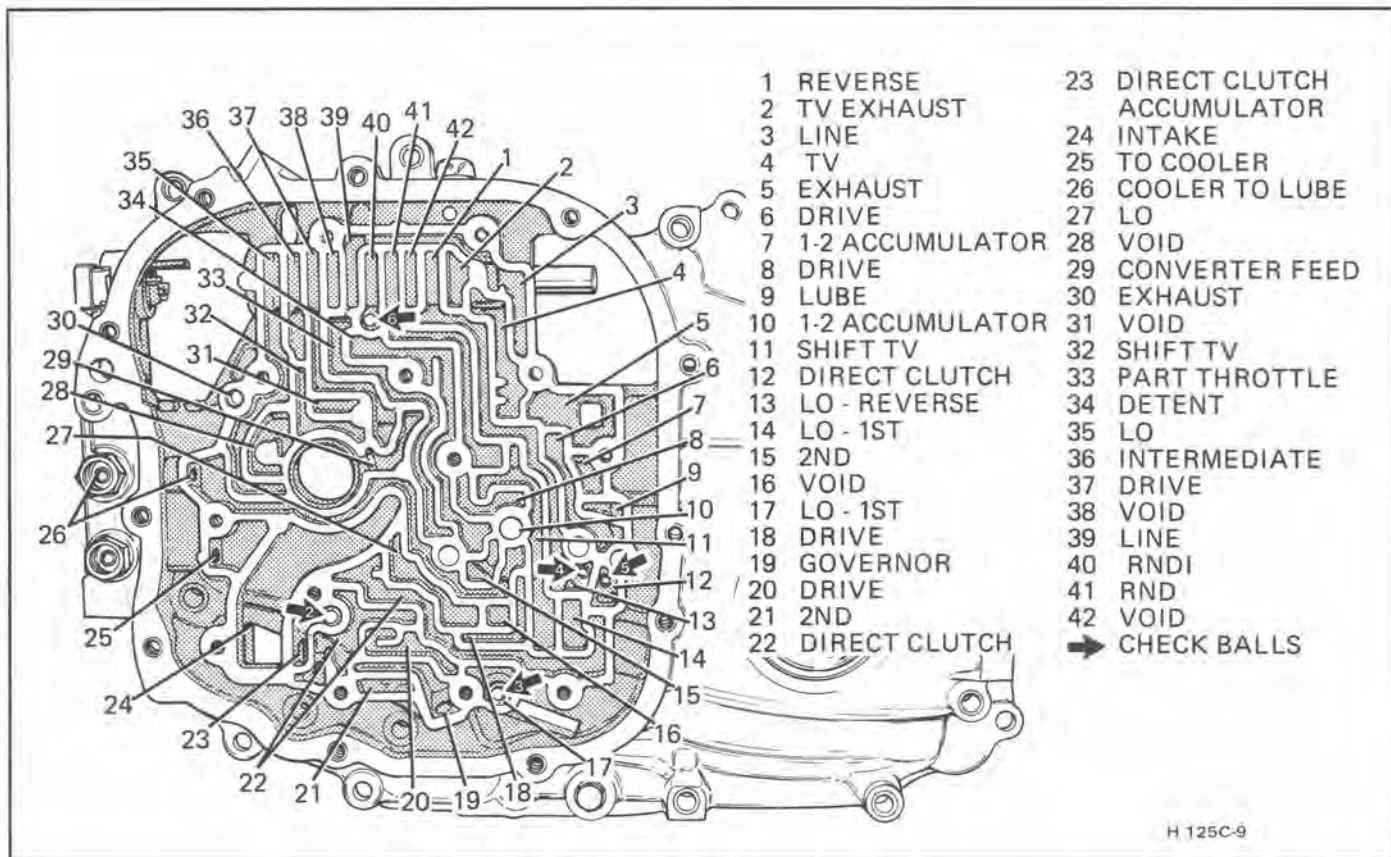 36 37 38 39 40 41 42 1 2
35
34
3
4
33
32
5
30
31
6
29
28
7
27
8
9
10
26
11
4 5
12
13
25
14
24
15
23
16
22 21 20 19 18 17
1 REVERSE
2 TV EXHAUST
3 LINE
4 TV
5 EXHAUST
6 DRIVE
7 1-2 ACCUMULATOR
8 DRIVE
9 LUBE
10 1-2 ACCUMULATOR
11 SHIFT TV
12 DIRECT CLUTCH
13 LO - REVERSE
14 LO - 1ST
15 2ND
16 VOID
17 LO - 1ST
18 DRIVE
19 GOVERNOR
20 DRIVE
21 2ND
22 DIRECT CLUTCH
23 DIRECT CLUTCH
ACCUMULATOR
24 INTAKE
25 TO COOLER
26 COOLER TO LUBE
27 LO
28 VOID
29 CONVERTER FEED
30 EXHAUST
31 VOID
32 SHIFT TV
33 PART THROTTLE
34 DETENT
35 LO
36 INTERMEDIATE
37 DRIVE
38 VOID
39 LINE
40 RNDI
41 RND
42 VOID
CHECK BALLS
H 125C-9